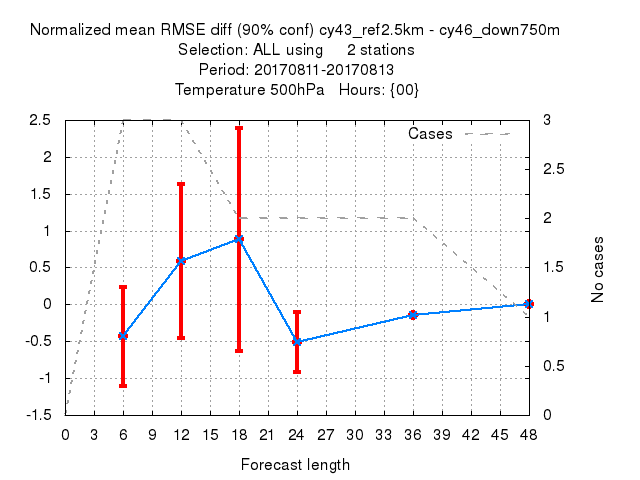 Normalized mean RMSE diff (90% conf) cy43_ref2.5km - cy46_down750m
Selection: ALL using 2 stations
Period: 20170811-20170813
Temperature 500hPa Hours: {00}
Cases
2.5
2
1.5
1
0.5
0
-0.5
-1
-1.5
3
2.5
2
1.5
1
0.5
0
No cases
0 3 6 9 12 15 18 21 24 27 30 33 36 39 42 45 48
Forecast length